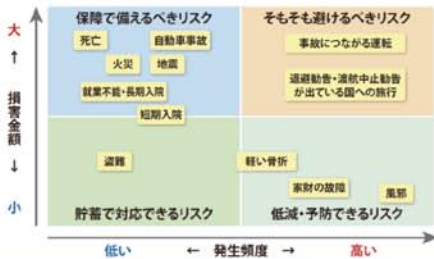 大
↑
損害金額
↓
小
保障で備えるべきリスク
死亡
自動車事故
火災
地震
就業不能・長期入院
短期入院
そもそも避けるべきリスク
事故につながる運転
退避勧告・渡航中止勧告
が出ている国への旅行
盗難
貯蓄で対応できるリスク
軽い骨折
家財の故障
風邪
低減・予防できるリスク
低い ← 発生頻度 → 高い